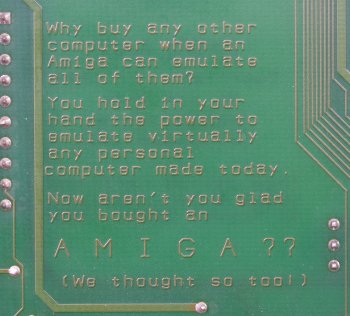 Why buy any other
computer when an
Amiga can emulate
all of them?
You hold in your
hand the power to
emulate virtually
any personal
computer made today.
Now aren't you glad
you bought an
A M I G A ??
(We thought so too!)